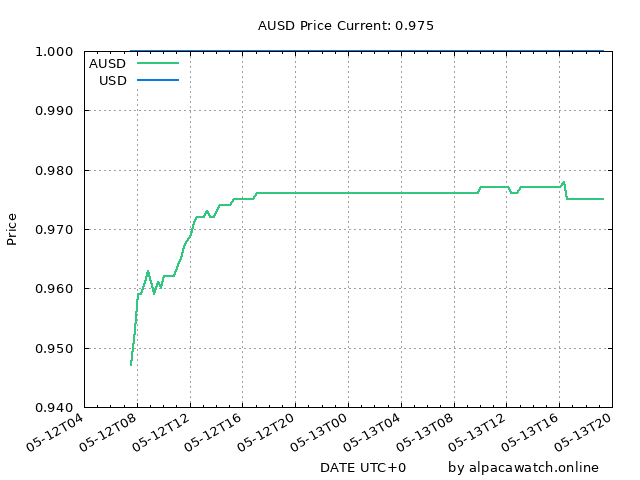 AUSD Price Current: 0.975
1.000
AUSD
USD
0.990
0.980
0.970
Price
0.960
0.950
0.940
05-12T04
05-12T08
05-12T12
05-12T16
05-12T20
05-13T00
05-13T04
05-13T08
05-13T12
05-13T16
05-13T20
DATE UTC+0
by alpacawatch.online